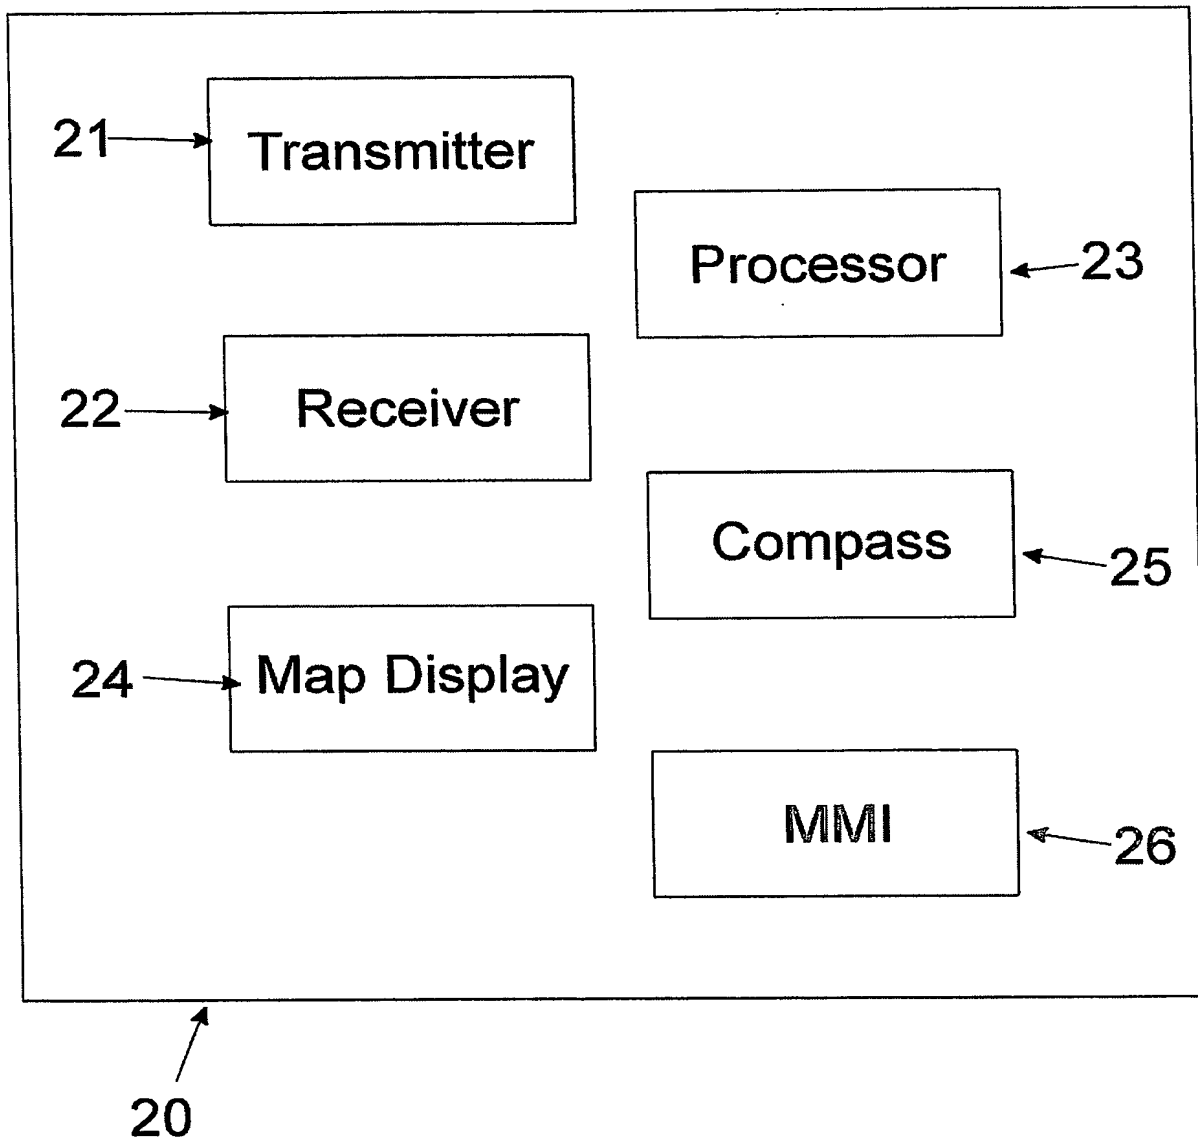 21
Transmitter
Processor
23
22
Receiver
Compass
25
24
Map Display
MMI
26
20